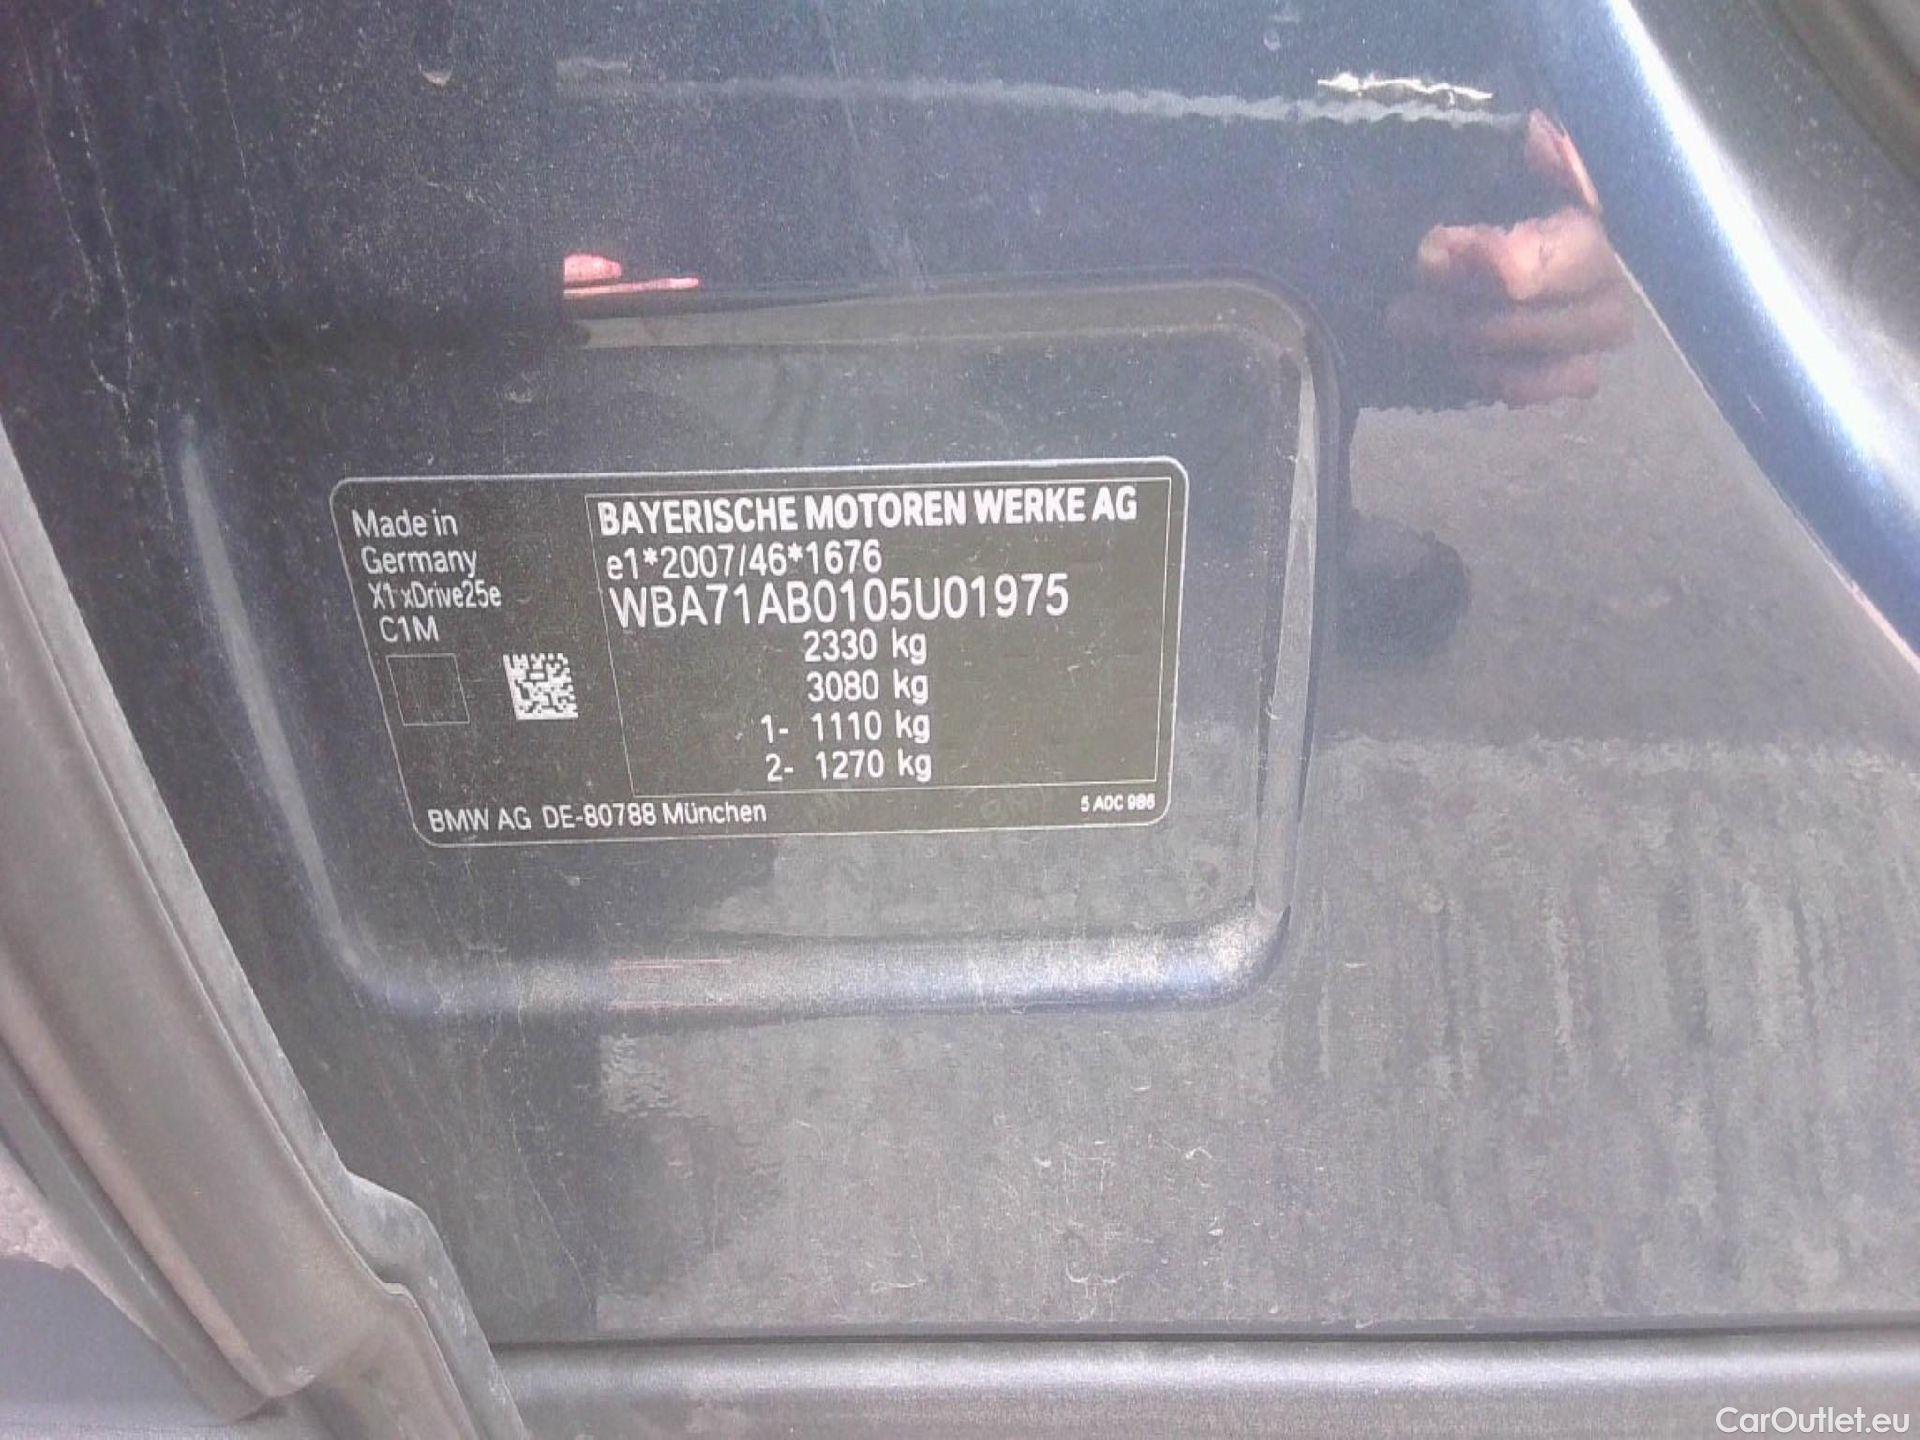 Made in
Germany
X1 xDrive25e
C1M
BAYERISCHE MOTOREN WERKE AG
e1*2007/46*1676
WBA71AB0105U01975
2330 kg
3080 kg
1- 1110 kg
2- 1270 kg
BMW AG DE-80788 München
5 A0C 986
CarOutlet.eu